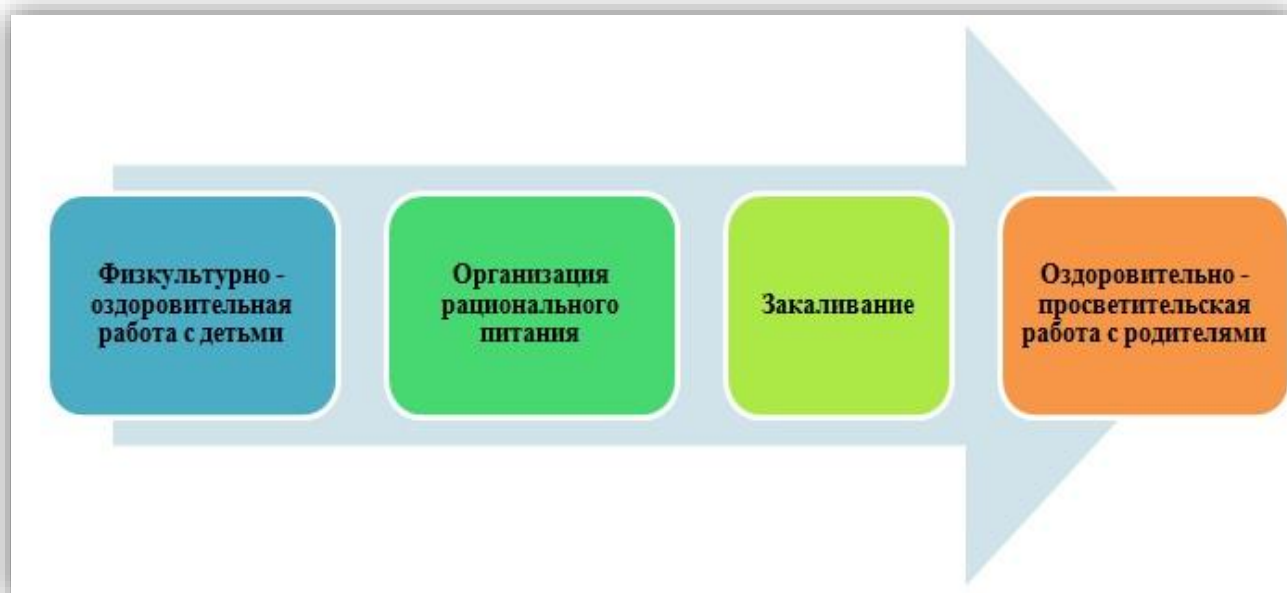 Физкультурно -
оздоровительная
работа с детьми
Организация
рационального
питания
Закаливание
Оздоровительно -
просветительская
работа с родителями